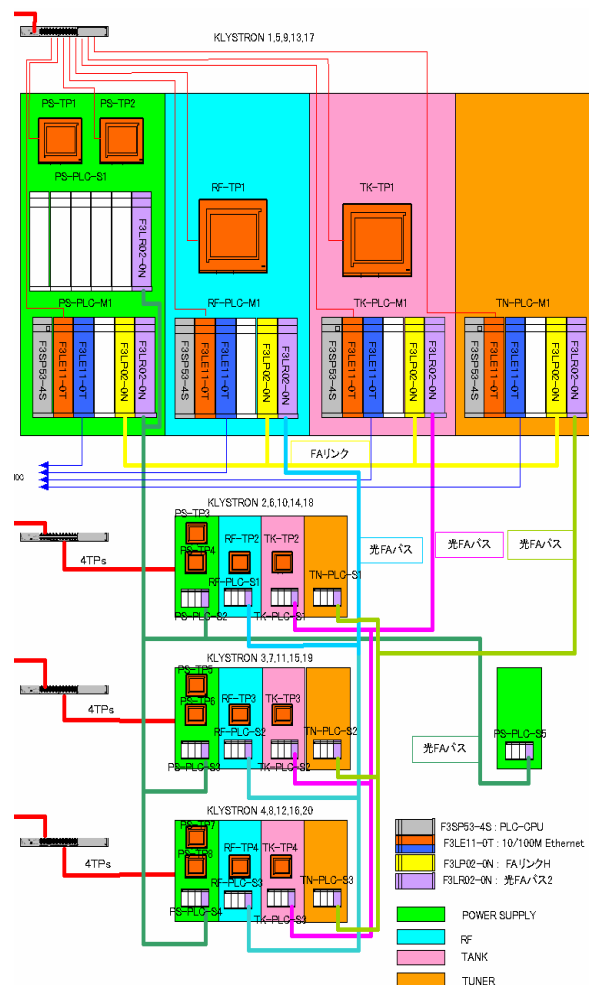 KLYSTRON 1,5,9,13,17
PS-TP1
PS-TP2
PS-PLC-S1
RF-TP1
TK-TP1
F3LR02-0N
PS-PLC-M1
RF-PLC-M1
TK-PLC-M1
TN-PLC-M1
F3SP53-4S
F3LE11-0T
F3LE11-0T
F3LP02-0N
F3LR02-0N
F3SP53-4S
F3LE11-0T
F3LE11-0T
F3LP02-0N
F3LR02-0N
F3SP53-4S
F3LE11-0T
F3LE11-0T
F3LP02-0N
F3LR02-0N
F3SP53-4S
F3LE11-0T
F3LE11-0T
F3LP02-0N
F3LR02-0N
FAリンク
KLYSTRON 2,6,10,14,18
PS-TP3
PS-TP4
RF-TP2
TK-TP2
4TPs
RF-PLC-S1
TN-PLC-S1
PS-PLC-S2
TK-PLC-S1
光FAバス
光FAバス
光FAバス
KLYSTRON 3,7,11,15,19
PS-TP5
PS-TP6
RF-TP3
TK-TP3
4TPs
RF-PLC-S2
TN-PLC-S2
PS-PLC-S3
TK-PLC-S2
PS-PLC-S5
光FAバス
KLYSTRON 4,8,12,16,20
PS-TP7
PS-TP8
RF-TP4
TK-TP4
4TPs
RF-PLC-S3
TN-PLC-S3
PS-PLC-S4
TK-PLC-S3
F3SP53-4S : PLC-CPU
F3LE11-0T : 10/100M Ethernet
F3LP02-0N : FAリンクH
F3LR02-0N : 光FAバス2
POWER SUPPLY
RF
TANK
TUNER